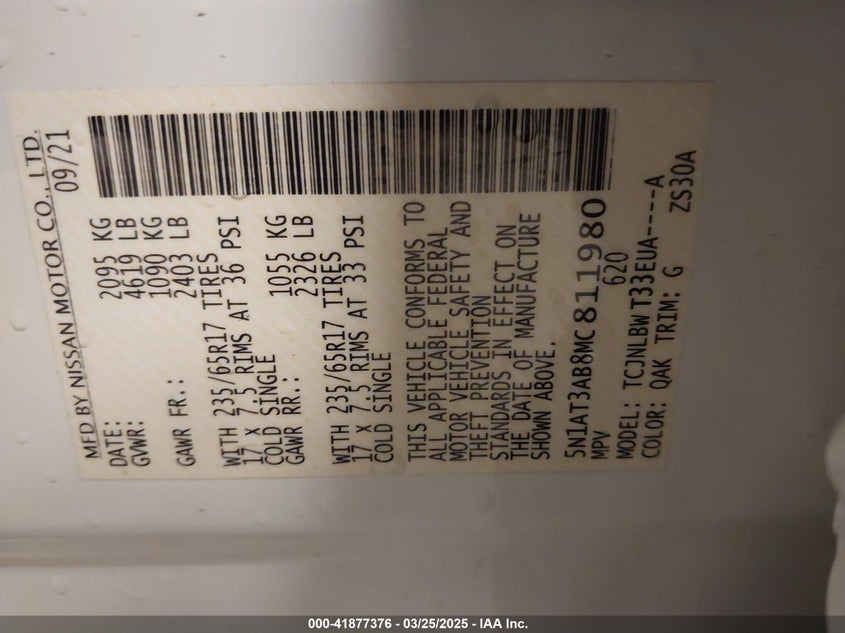 MFD BY NISSAN MOTOR CO., LTD.
DATE: 09/21
GVWR: 2095 KG
4619 LB
GAWR FR.: 1090 KG
2403 LB
WITH 235/65R17 TIRES
17 X 7.5 RIMS AT 36 PSI
COLD SINGLE
GAWR RR.: 1055 KG
2326 LB
WITH 235/65R17 TIRES
17 X 7.5 RIMS AT 33 PSI
COLD SINGLE
THIS VEHICLE CONFORMS TO
ALL APPLICABLE FEDERAL
MOTOR VEHICLE SAFETY AND
THEFT PREVENTION
STANDARDS IN EFFECT ON
THE DATE OF MANUFACTURE
SHOWN ABOVE.
5N1AT3AB8MC811980
MPV 620
MODEL: TCJNLBW T33EUA----A
COLOR: QAK TRIM: G ZS30A
000-41877376 — 03/25/2025 — IAA Inc.